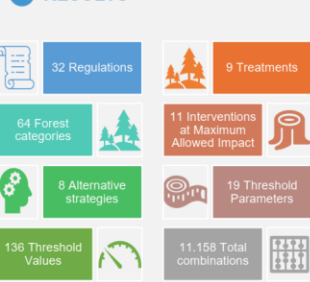 32 Regulations
9 Treatments
64 Forest
categories
11 Interventions
at Maximum
Allowed Impact
8 Alternative
strategies
19 Threshold
Parameters
136 Threshold
Values
11.158 Total
combinations